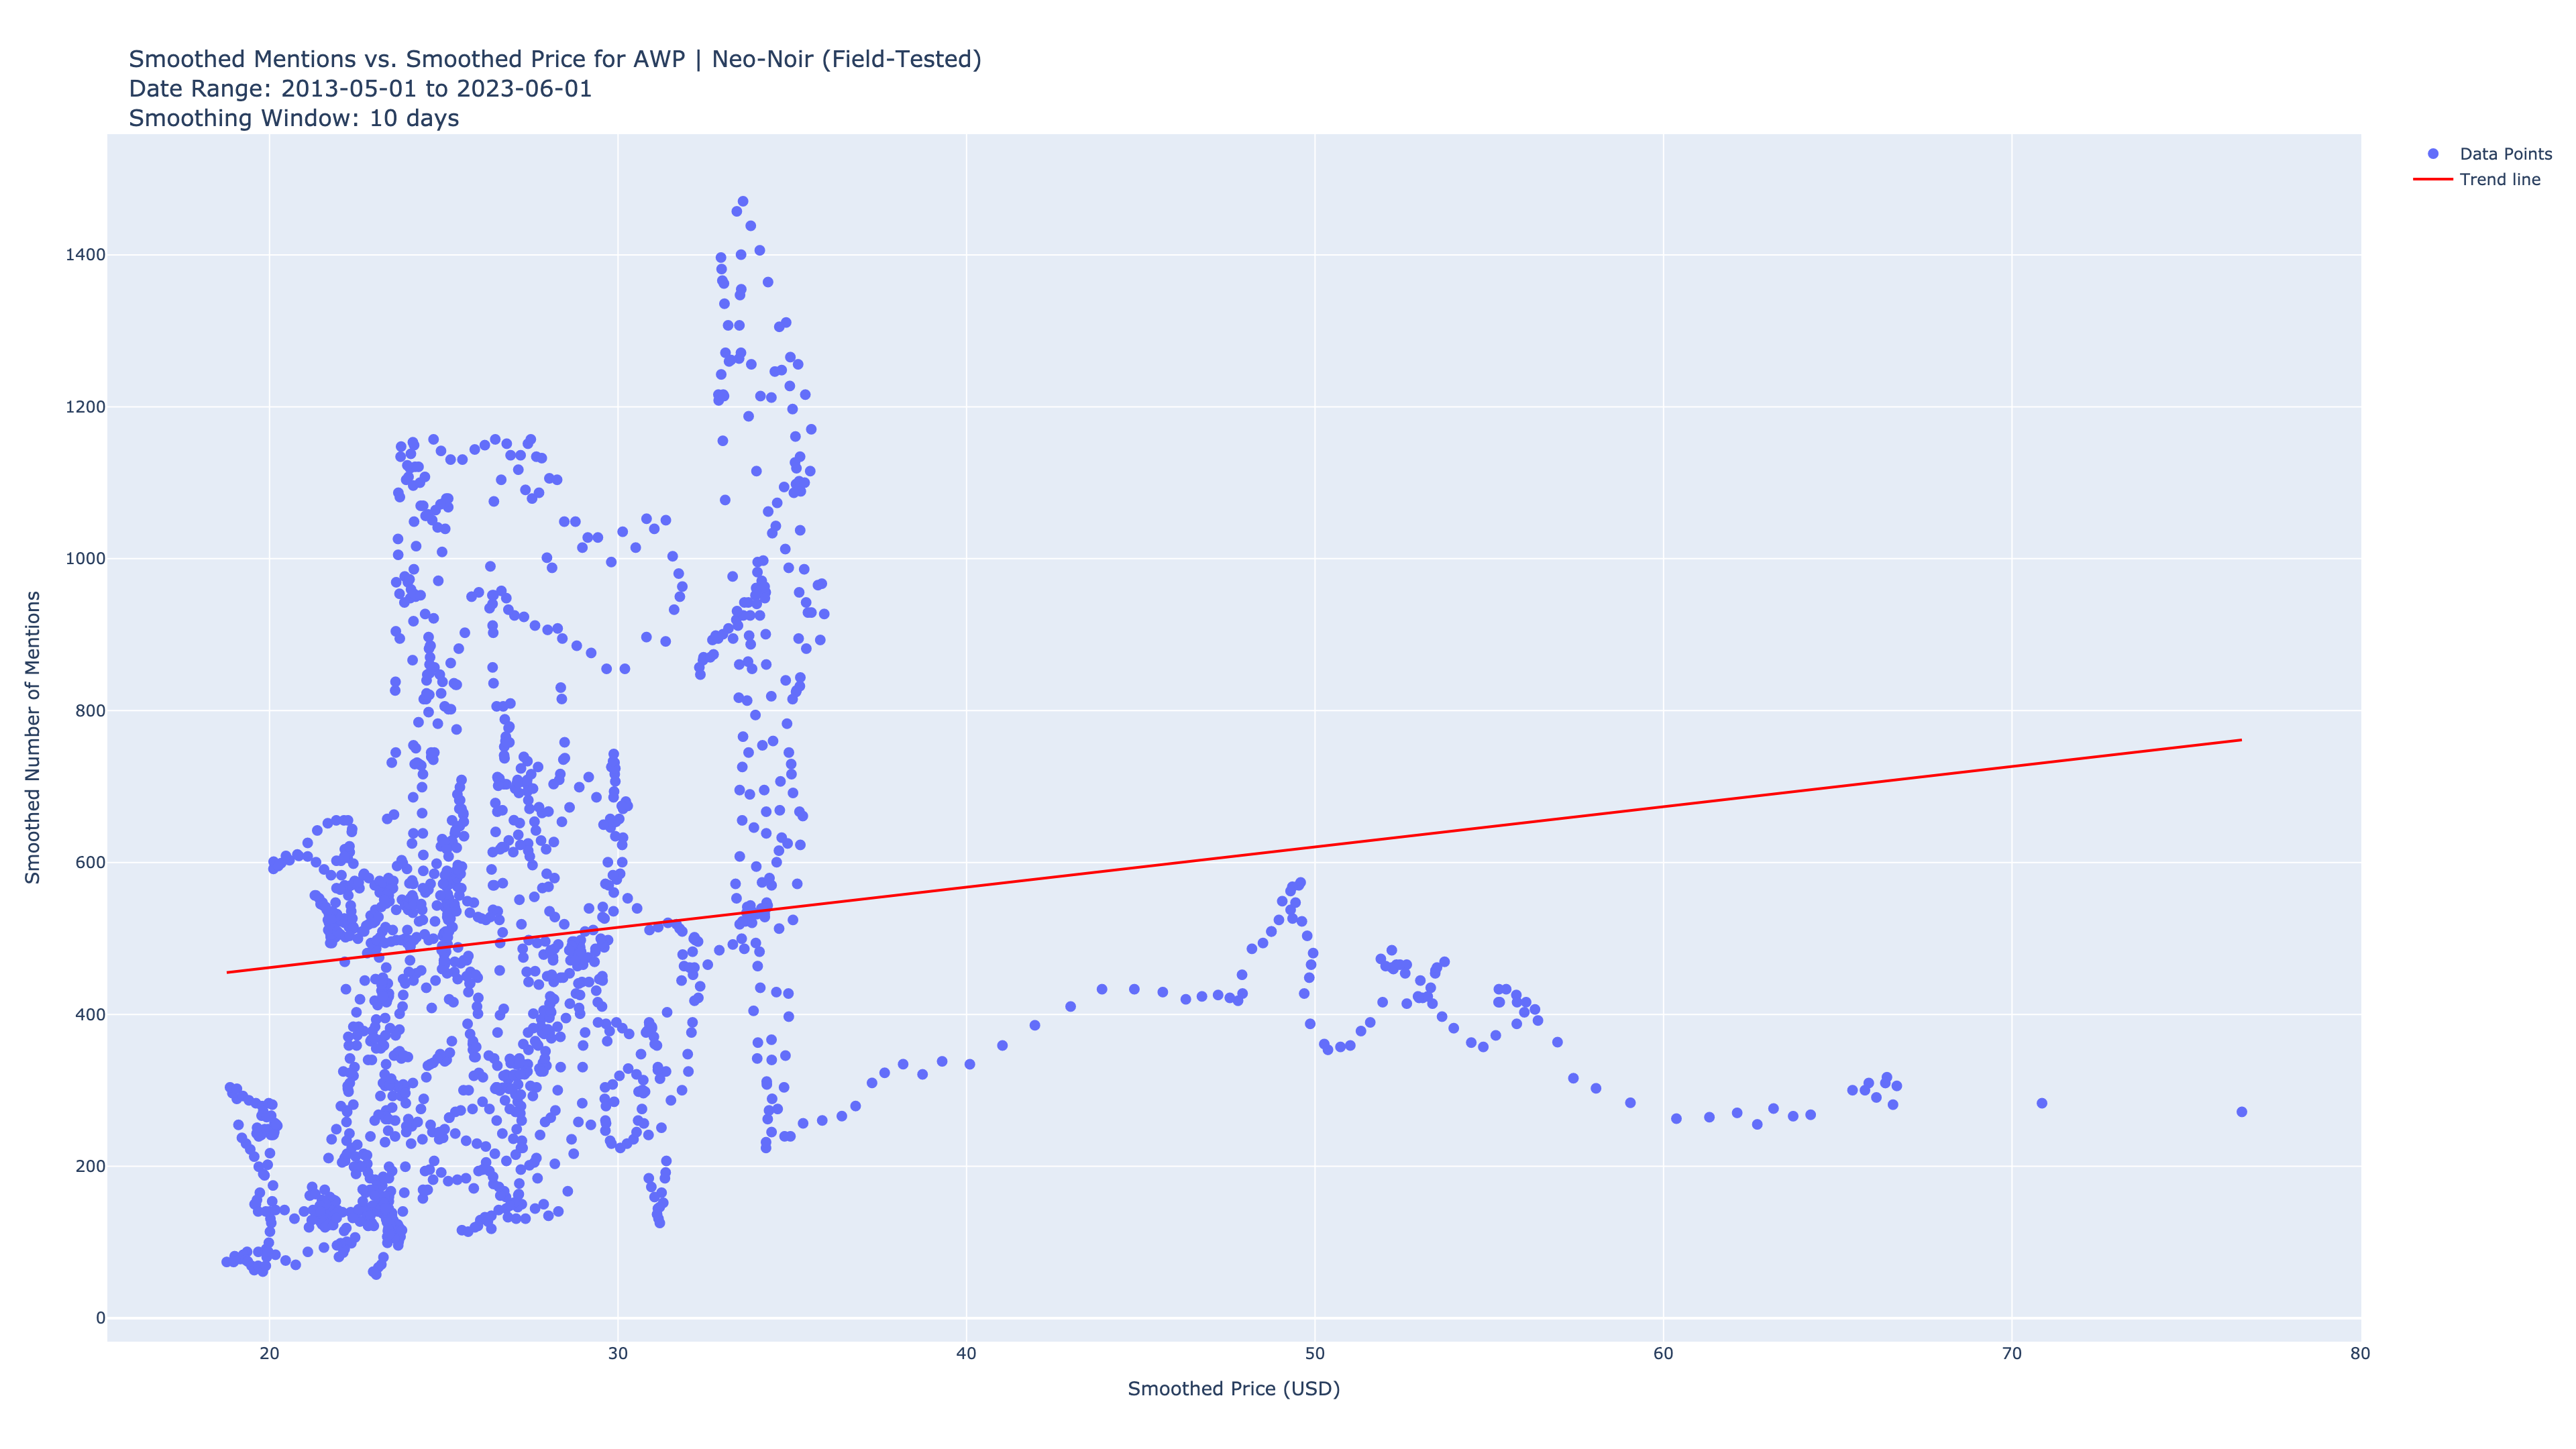 Smoothed Mentions vs. Smoothed Price for AWP | Neo-Noir (Field-Tested)
Date Range: 2013-05-01 to 2023-06-01
Smoothing Window: 10 days
Data Points
Trend line
1400
1200
1000
800
600
400
200
0
Smoothed Number of Mentions
20
30
40
50
60
70
80
Smoothed Price (USD)